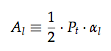 A_l ≡ 1/2 · P_t · α_l